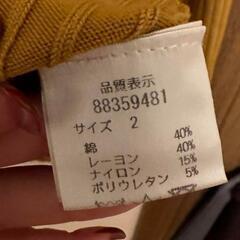 品質表示
88359481
サイズ 2
綿 40%
レーヨン 40%
ナイロン 15%
ポリウレタン 5%